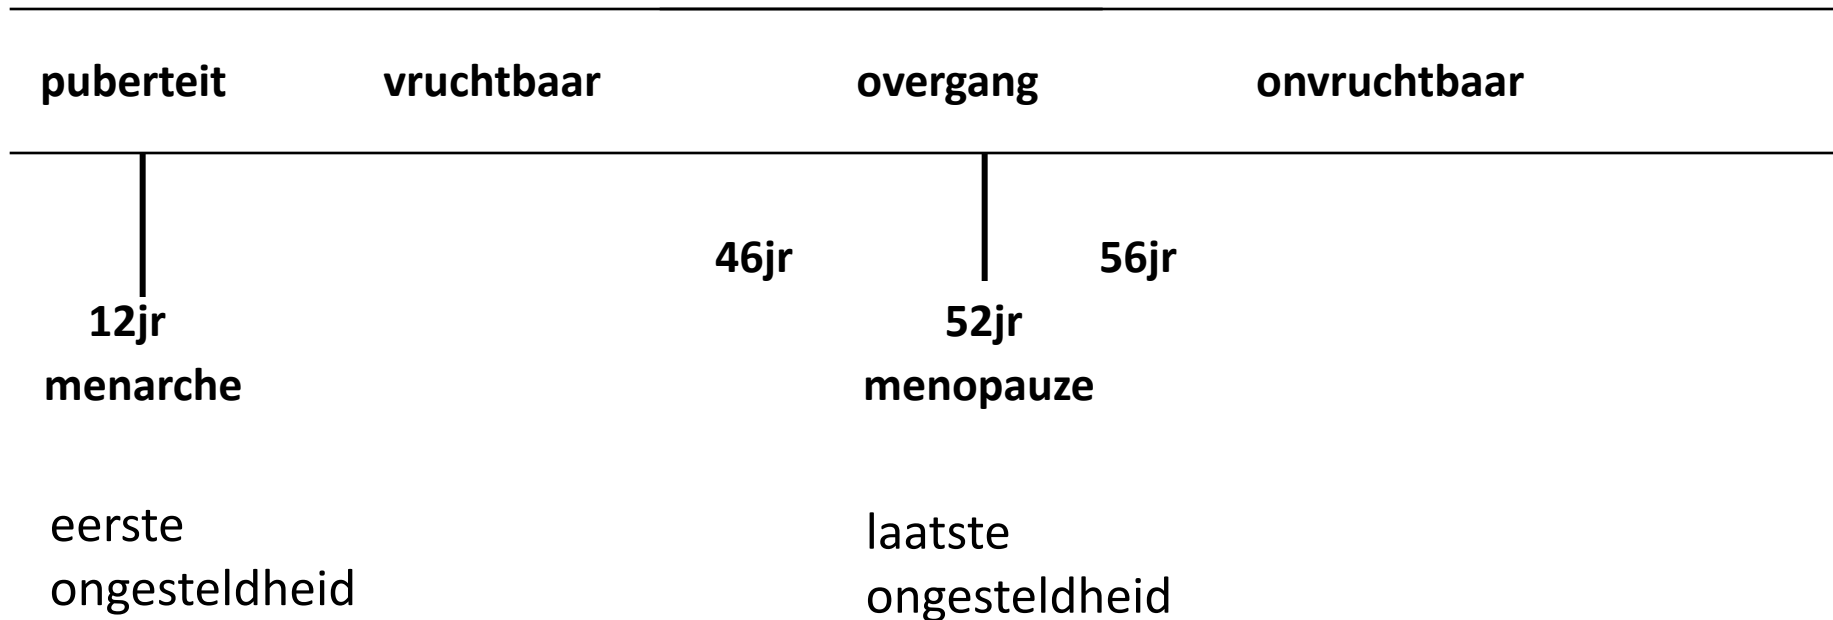 puberteit vruchtbaar overgang onvruchtbaar
46jr 56jr
12jr 52jr
menarche menopauze
eerste
ongesteldheid
laatste
ongesteldheid